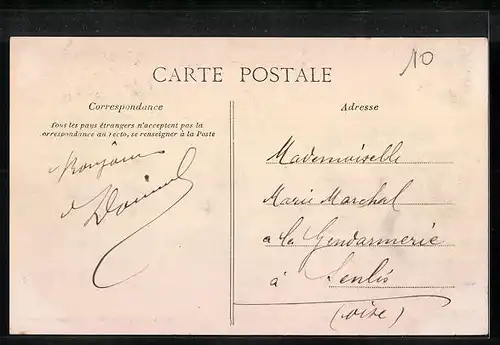 10
CARTE POSTALE
Correspondance
Tous les pays étrangers n'acceptent pas la
correspondance au recto, se renseigner à la Poste
Bonjour
Adresse
Mademoiselle
Marie Marchal
a la Gendarmerie
à Senlis
(oise)